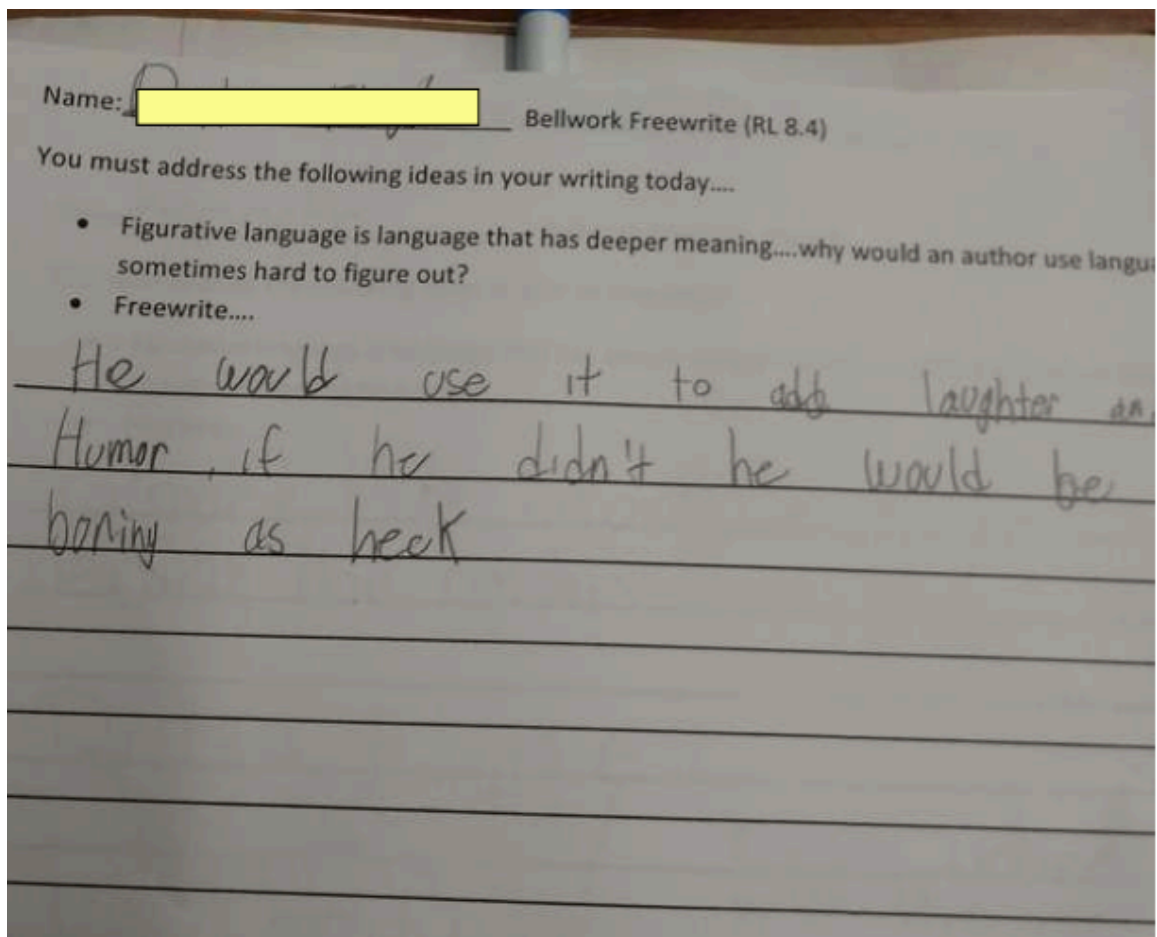 Name: Bellwork Freewrite (RL 8.4)
You must address the following ideas in your writing today....
• Figurative language is language that has deeper meaning....why would an author use langua
sometimes hard to figure out?
• Freewrite....
He would use it to add laughter an
Humor, if he didn't he would be
boring as heck